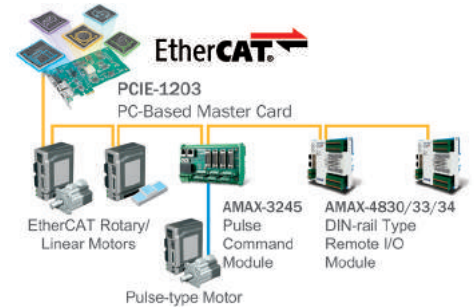 EtherCAT®
PCIE-1203
PC-Based Master Card
EtherCAT Rotary/
Linear Motors
AMAX-3245
Pulse
Command
Module
AMAX-4830/33/34
DIN-rail Type
Remote I/O
Module
Pulse-type Motor